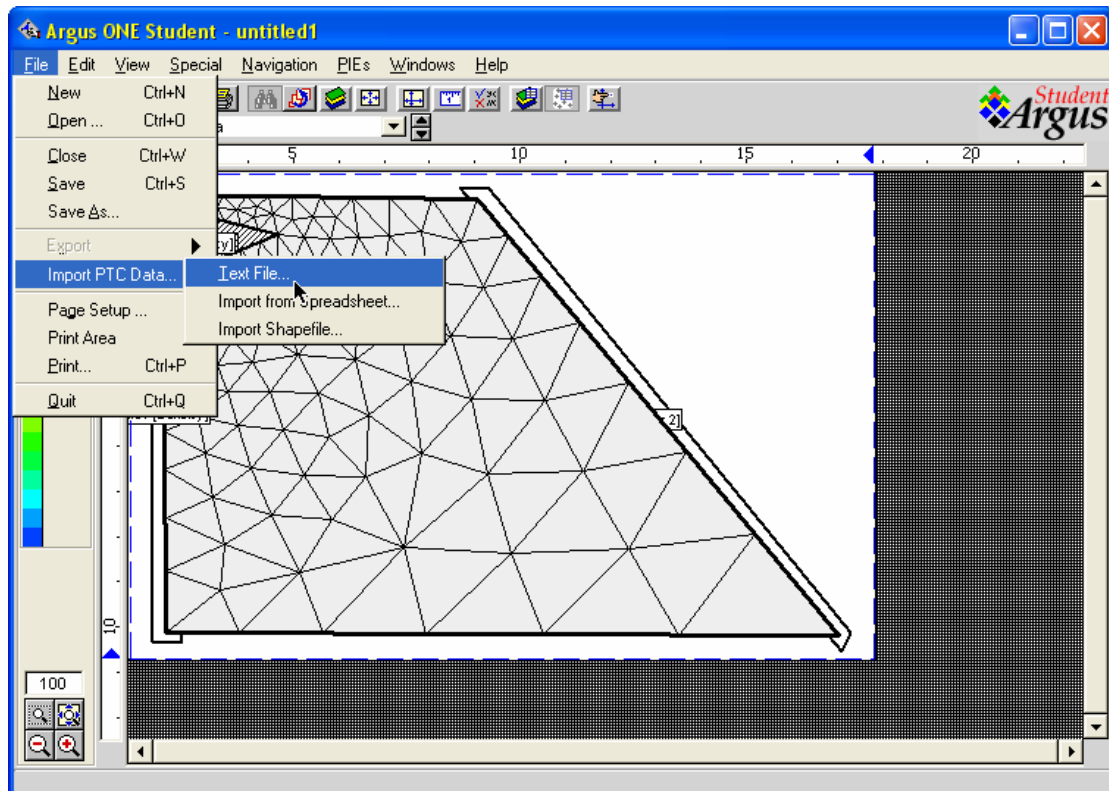 Argus ONE Student - untitled1
File Edit View Special Navigation PIEs Windows Help
New Ctrl+N
Open ... Ctrl+O
Close Ctrl+W
Save Ctrl+S
Save As...
Export
Import PTC Data...
Page Setup ...
Print Area
Print... Ctrl+P
Quit Ctrl+Q
Text File...
Import from Spreadsheet...
Import Shapefile...
Student
Argus
5 10 15 20
2]
10
100